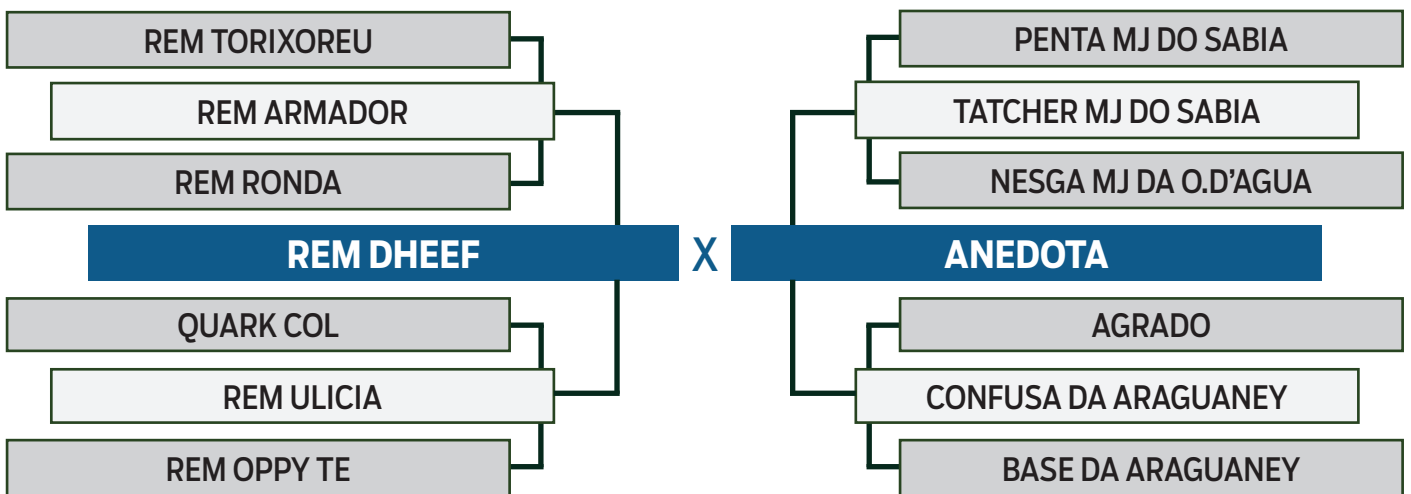 REM TORIXOREU
PENTA MJ DO SABIA
REM ARMADOR
TATCHER MJ DO SABIA
REM RONDA
NESGA MJ DA O.D'AGUA
REM DHEEF X ANEDOTA
QUARK COL
AGRADO
REM ULICIA
CONFUSA DA ARAGUANEY
REM OPPY TE
BASE DA ARAGUANEY